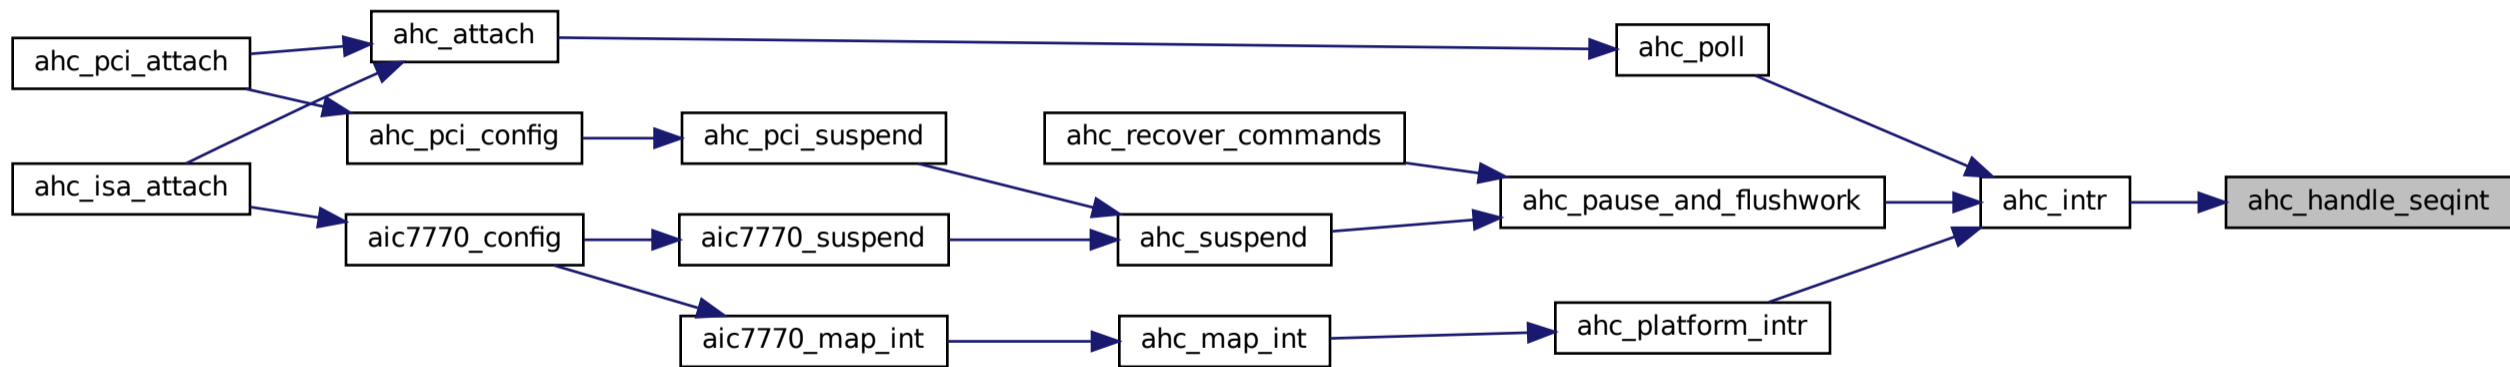 ahc_attach
ahc_poll
ahc_pci_attach
ahc_pci_config
ahc_pci_suspend
ahc_recover_commands
ahc_isa_attach
ahc_pause_and_flushwork
ahc_intr
ahc_handle_seqint
aic7770_config
aic7770_suspend
ahc_suspend
aic7770_map_int
ahc_map_int
ahc_platform_intr